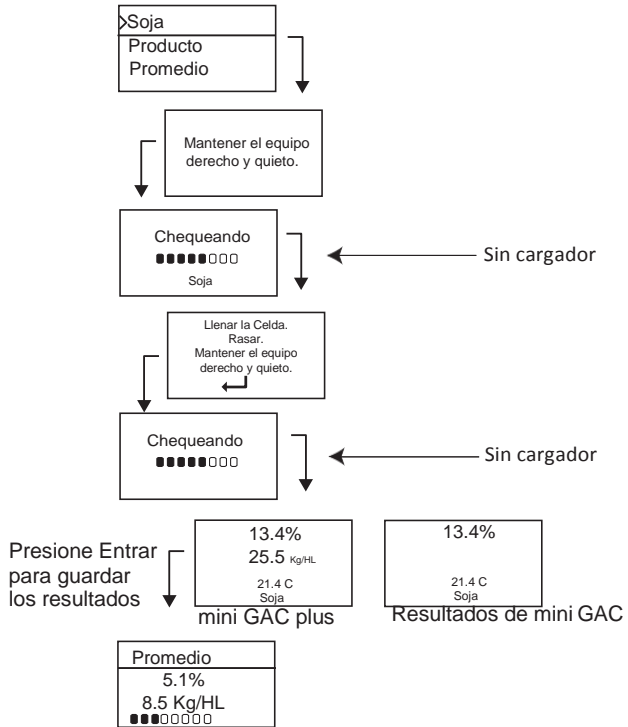 >Soja
Producto
Promedio
Mantener el equipo
derecho y quieto.
Chequeando
Soja
Sin cargador
Llenar la Celda.
Rasar.
Mantener el equipo
derecho y quieto.
Chequeando
Sin cargador
Presione Entrar
para guardar
los resultados
13.4%
25.5 Kg/HL
21.4 C
Soja
mini GAC plus
13.4%
21.4 C
Soja
Resultados de mini GAC
Promedio
5.1%
8.5 Kg/HL